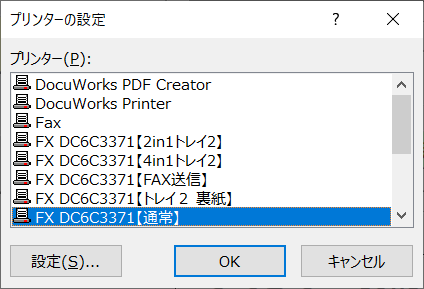 プリンターの設定
?
×
プリンター(P):
DocuWorks PDF Creator
DocuWorks Printer
Fax
FX DC6C3371【2in1トレイ2】
FX DC6C3371【4in1トレイ2】
FX DC6C3371【FAX送信】
FX DC6C3371【トレイ２ 裏紙】
FX DC6C3371【通常】
設定(S)...
OK
キャンセル